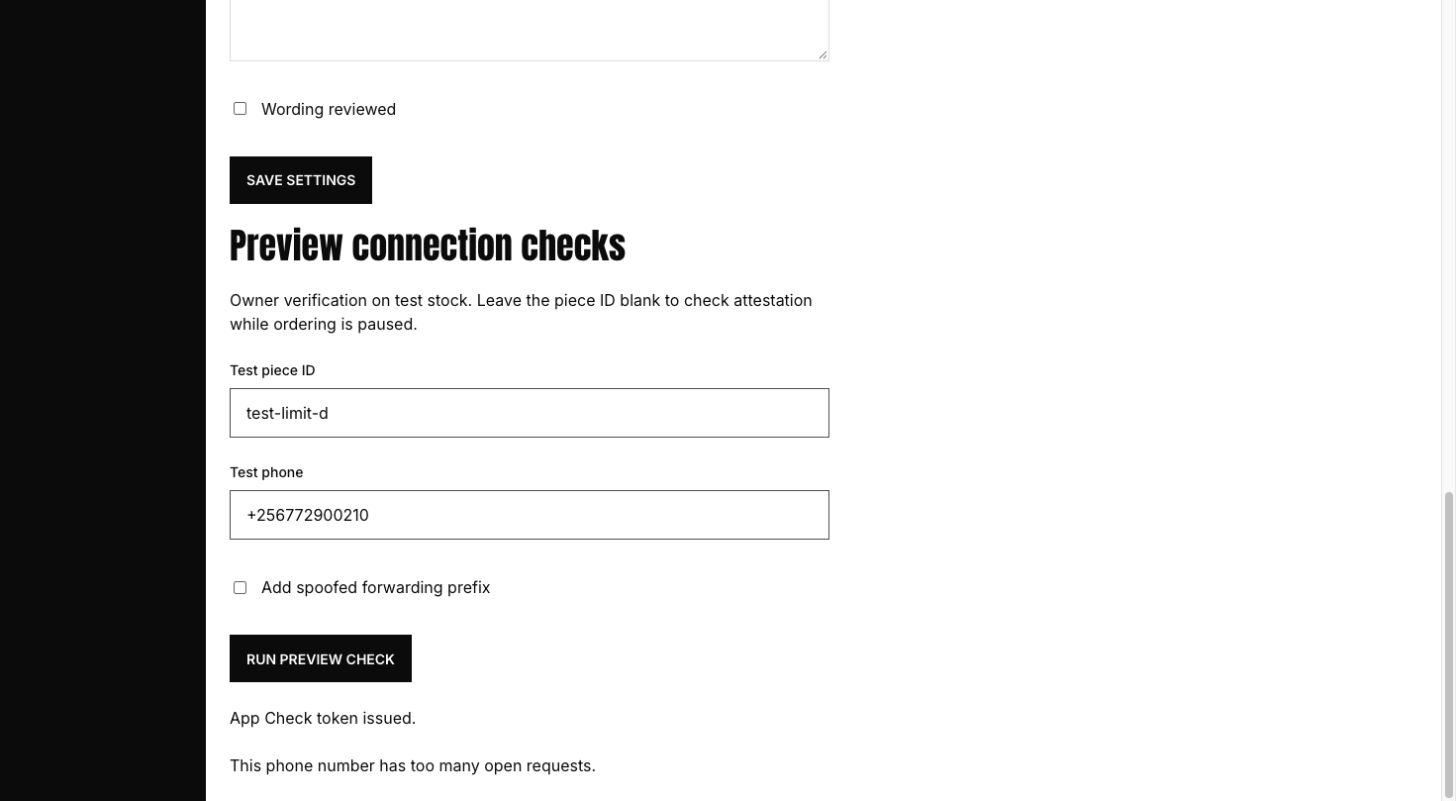 Wording reviewed
SAVE SETTINGS
Preview connection checks
Owner verification on test stock. Leave the piece ID blank to check attestation
while ordering is paused.
Test piece ID
test-limit-d
Test phone
+256772900210
Add spoofed forwarding prefix
RUN PREVIEW CHECK
App Check token issued.
This phone number has too many open requests.